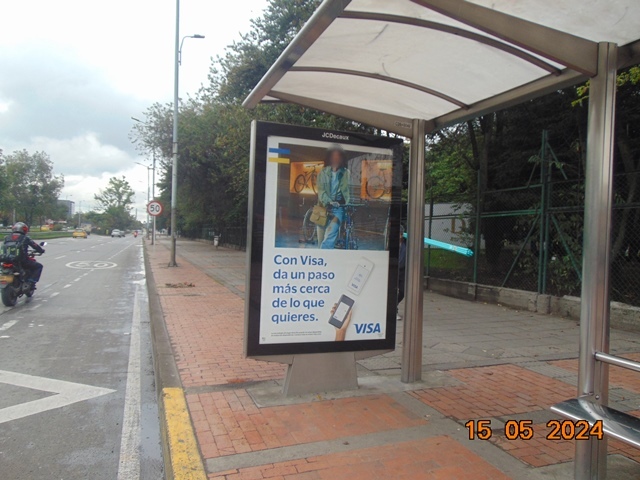 JCDecaux
50
Con Visa,
da un paso
más cerca
de lo que
quieres.
VISA
15 05 2024